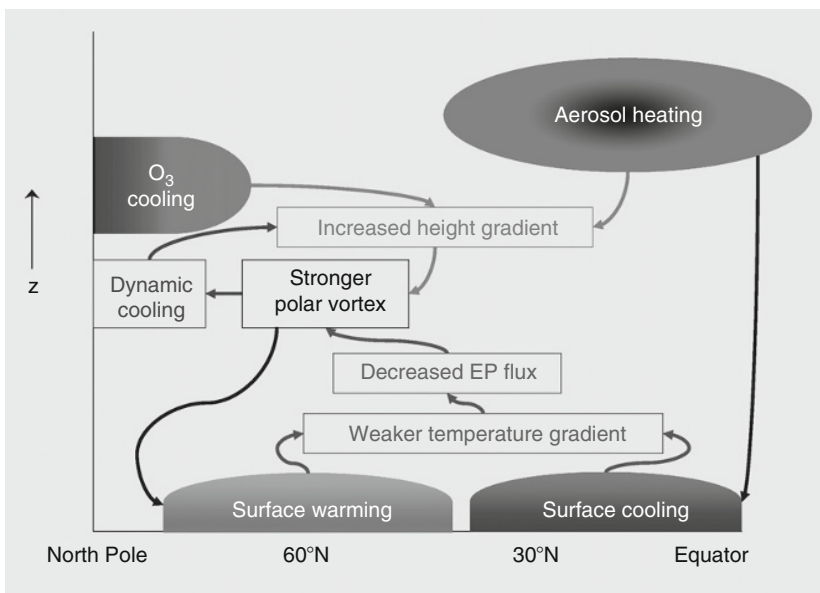 Aerosol heating
O₃
cooling
Increased height gradient
z
Dynamic
cooling
Stronger
polar vortex
Decreased EP flux
Weaker temperature gradient
Surface warming
Surface cooling
North Pole
60°N
30°N
Equator